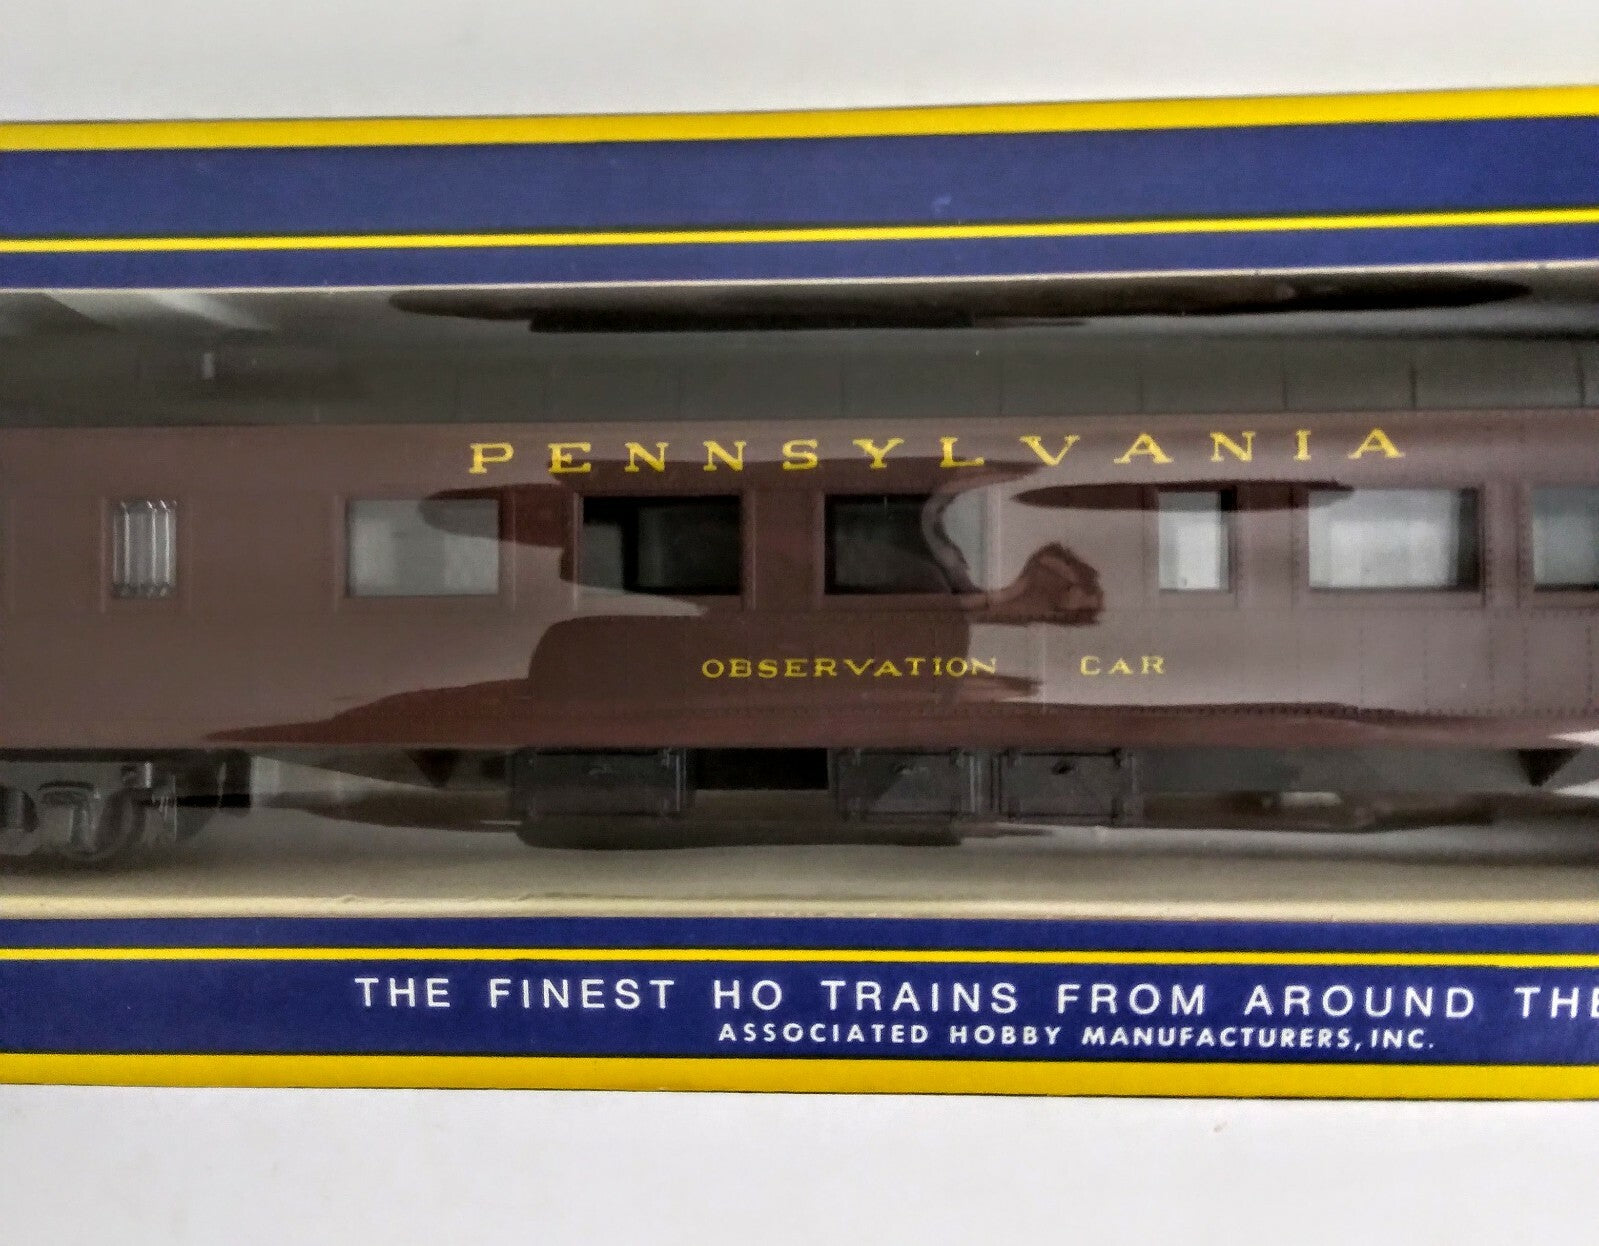 PENNSYLVANIA
OBSERVATION CAR
THE FINEST HO TRAINS FROM AROUND THE
ASSOCIATED HOBBY MANUFACTURERS, INC.